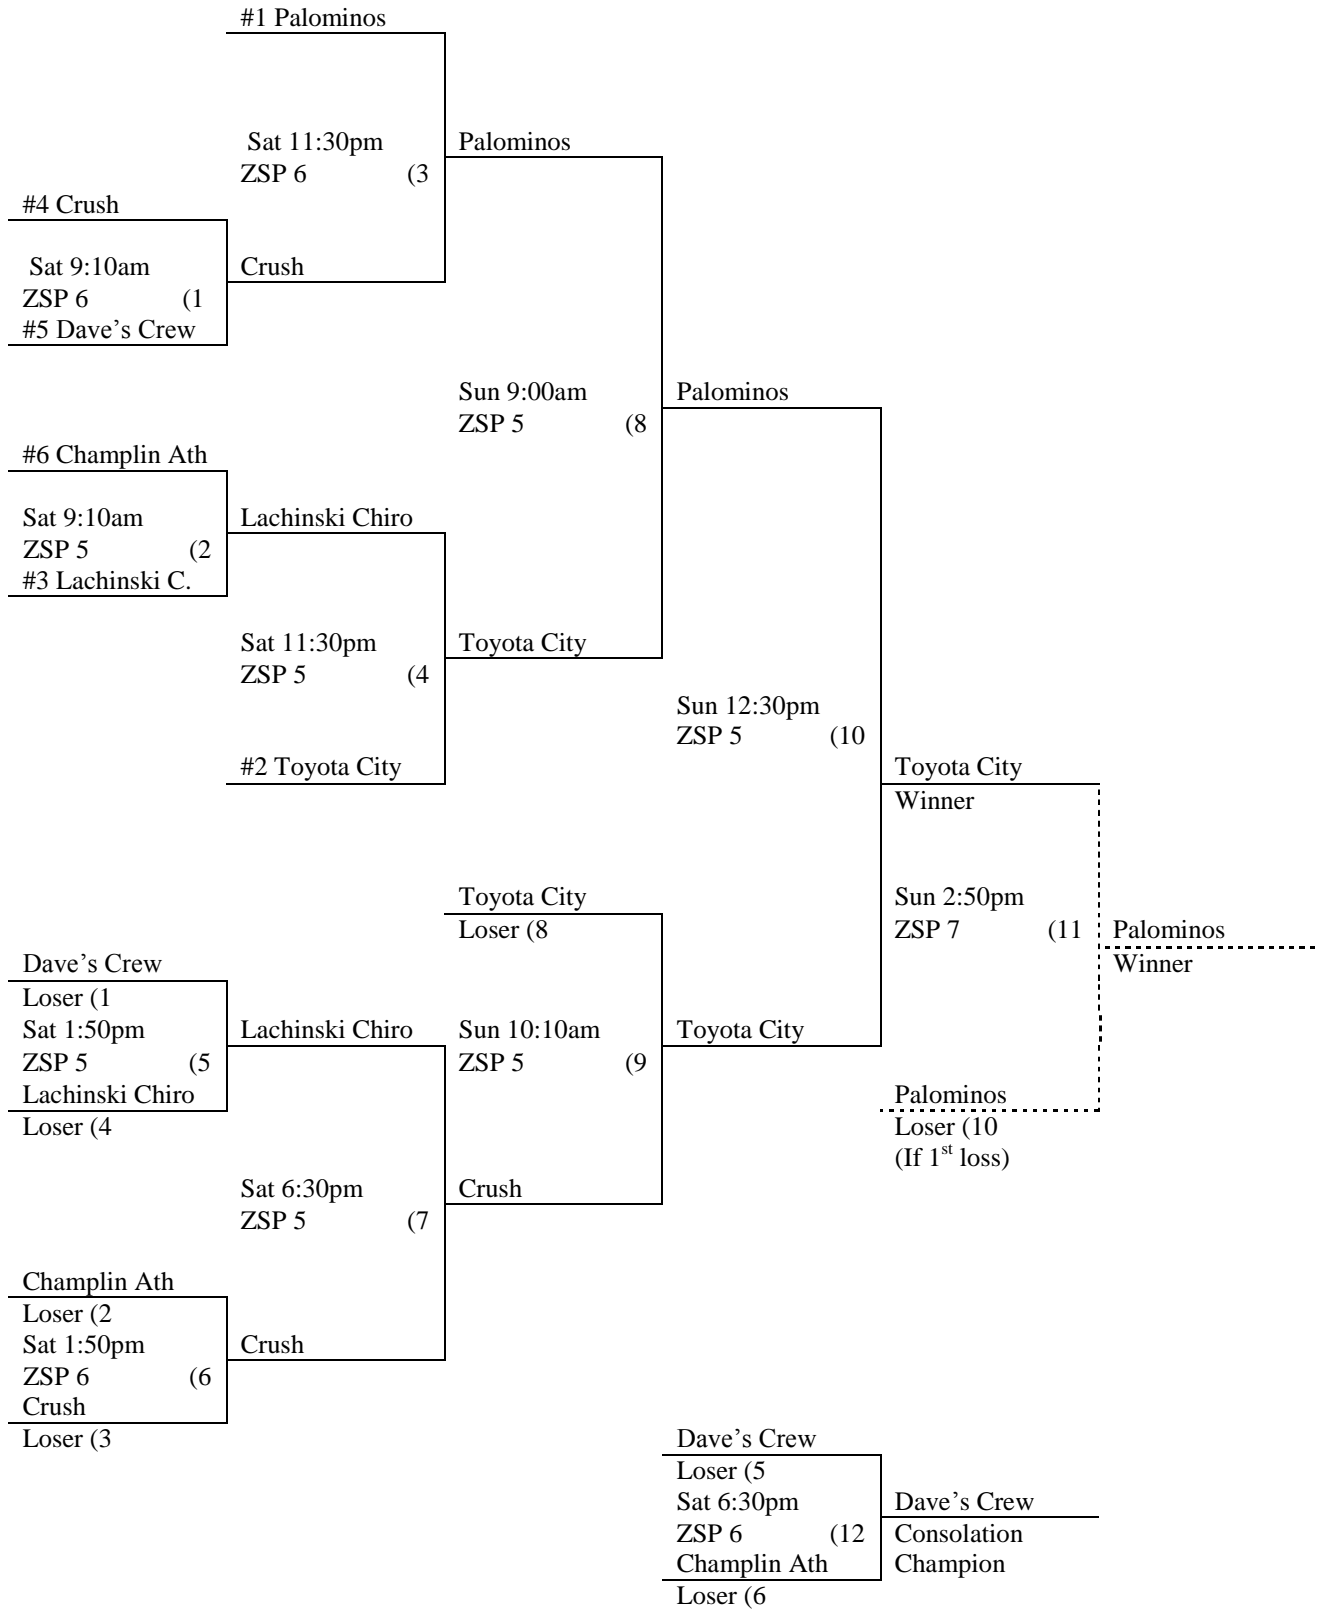 #1 Palominos
Sat 11:30pm
Palominos
ZSP 6 (3
#4 Crush
Sat 9:10am
Crush
ZSP 6 (1
#5 Dave’s Crew
Sun 9:00am
Palominos
ZSP 5 (8
#6 Champlin Ath
Sat 9:10am
Lachinski Chiro
ZSP 5 (2
#3 Lachinski C.
Sat 11:30pm
Toyota City
ZSP 5 (4
Sun 12:30pm
ZSP 5 (10
#2 Toyota City
Toyota City
Winner
Toyota City
Loser (8
Sun 2:50pm
ZSP 7 (11
Palominos
Winner
Dave’s Crew
Loser (1
Sat 1:50pm
Lachinski Chiro
Sun 10:10am
Toyota City
ZSP 5 (5
ZSP 5 (9
Lachinski Chiro
Loser (4
Palominos
Loser (10
(If 1st loss)
Sat 6:30pm
Crush
ZSP 5 (7
Champlin Ath
Loser (2
Sat 1:50pm
Crush
ZSP 6 (6
Crush
Loser (3
Dave’s Crew
Loser (5
Sat 6:30pm
Dave’s Crew
ZSP 6 (12
Consolation
Champlin Ath
Champion
Loser (6